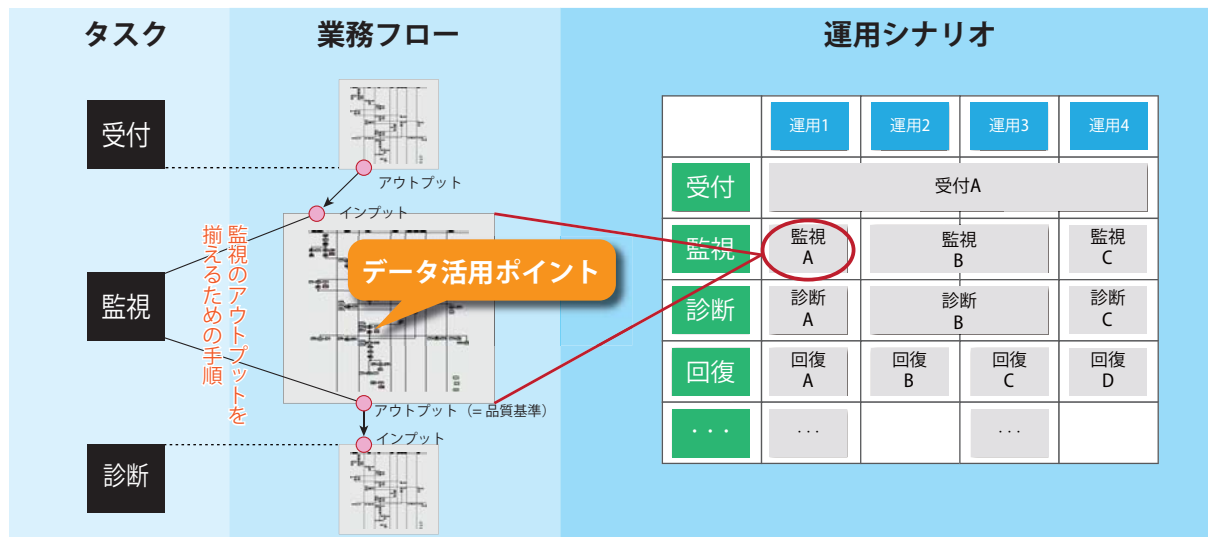 タスク
業務フロー
運用シナリオ
受付
アウトプット
インプット
監視のアウトプットを
揃えるための手順
監視
データ活用ポイント
アウトプット（= 品質基準）
インプット
診断
運用1
運用2
運用3
運用4
受付
受付A
監視
監視
A
監視
B
監視
C
診断
診断
A
診断
B
診断
C
回復
回復
A
回復
B
回復
C
回復
D
・・・
・・・
・・・